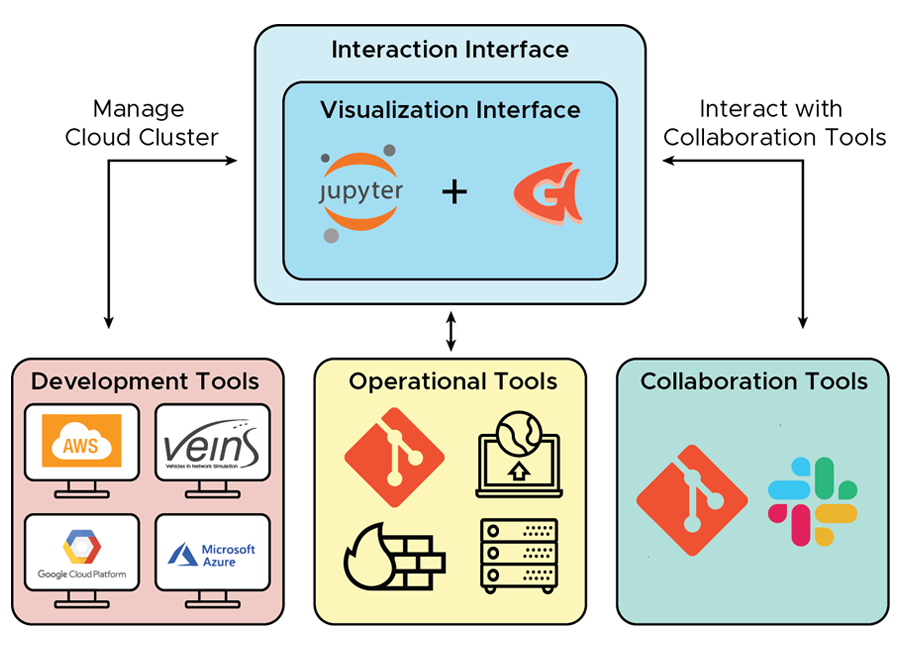 Interaction Interface
Visualization Interface
Manage
Cloud Cluster
Interact with
Collaboration Tools
jupyter
+
G
Development Tools
Operational Tools
Collaboration Tools
AWS
veins
Vehicles in Network Simulation
Google Cloud Platform
Microsoft
Azure